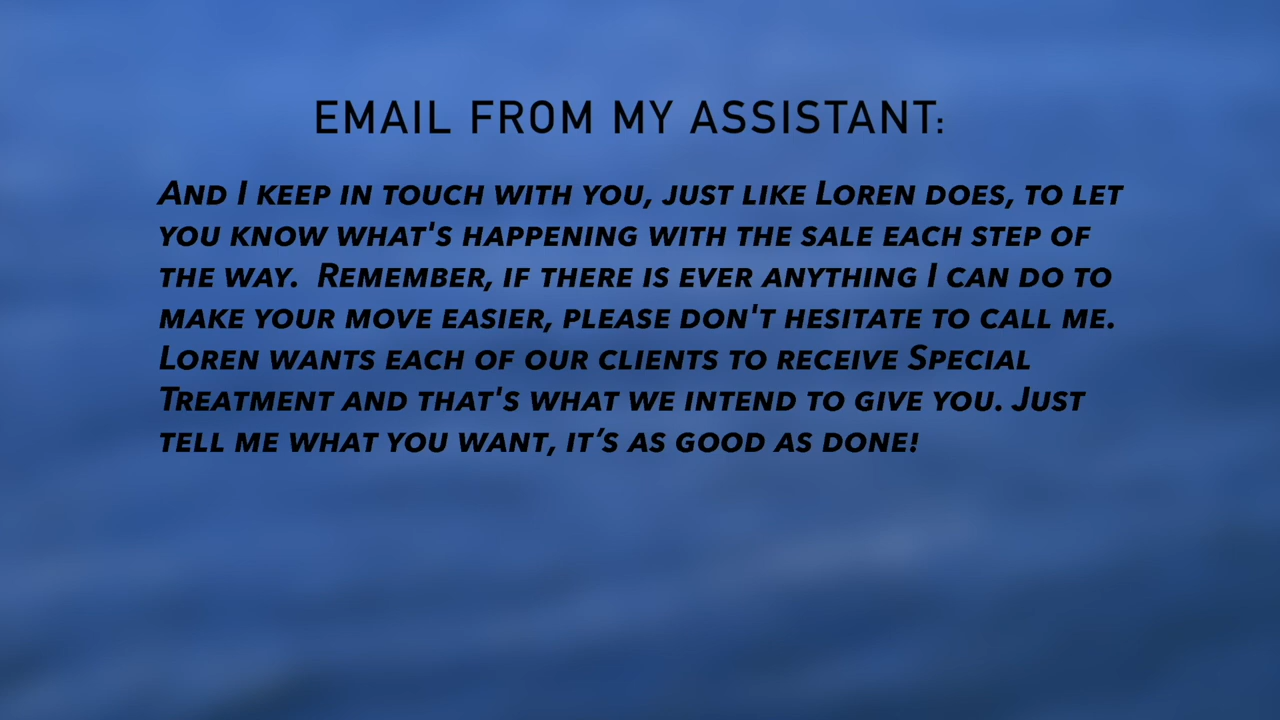 EMAIL FROM MY ASSISTANT:
And I keep in touch with you, just like Loren does, to let
you know what's happening with the sale each step of
the way.  Remember, if there is ever anything I can do to
make your move easier, please don't hesitate to call me.
Loren wants each of our clients to receive Special
Treatment and that's what we intend to give you. Just
tell me what you want, it’s as good as done!